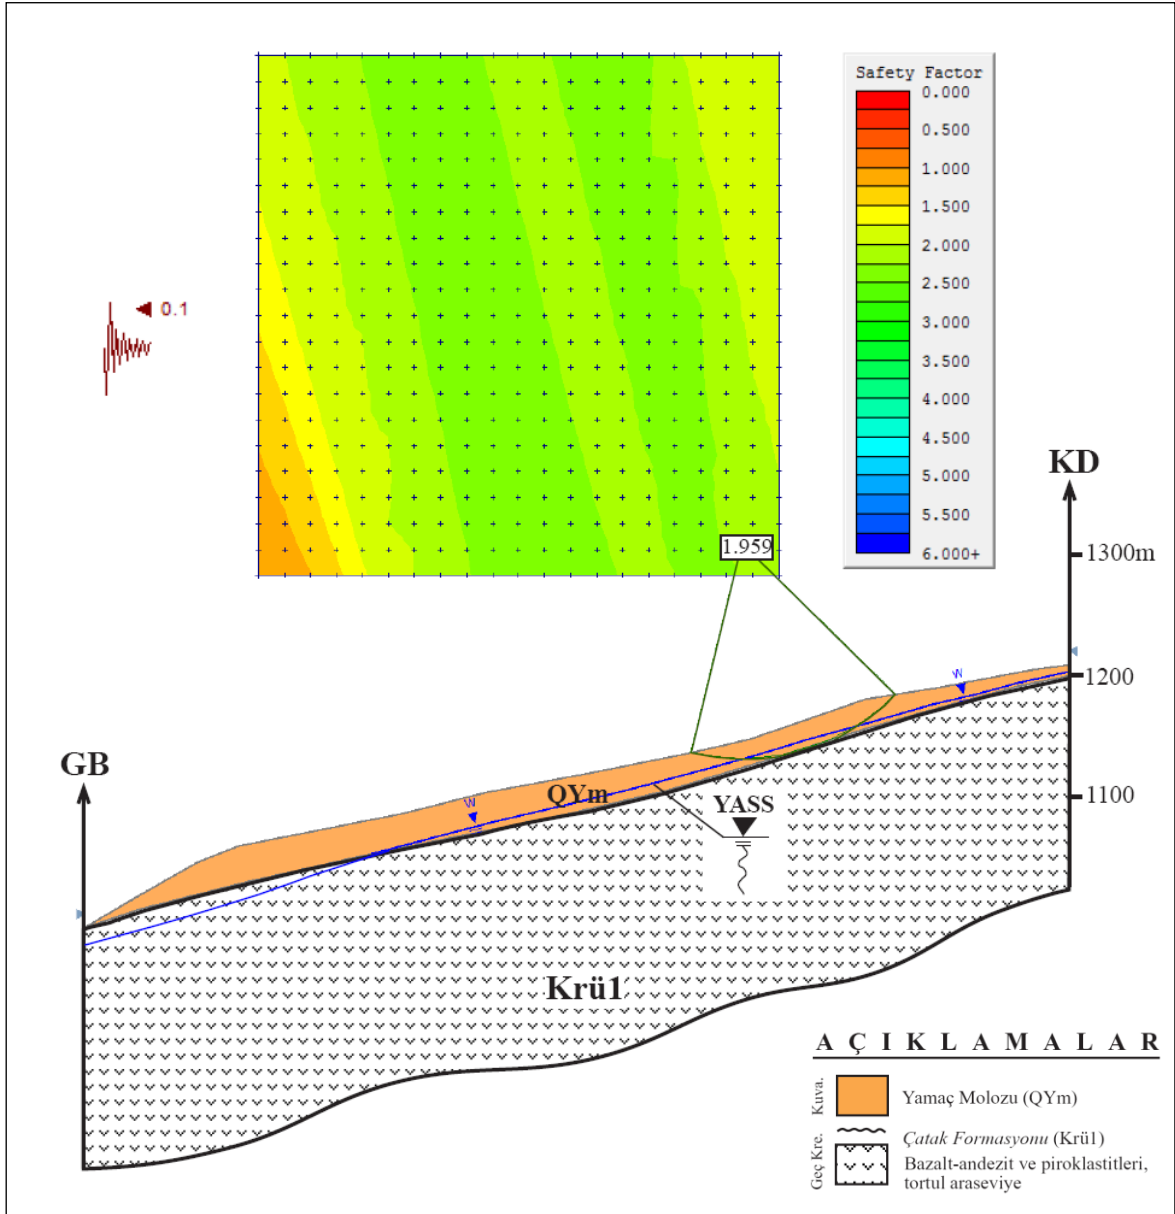 Safety Factor
0.000
0.500
1.000
1.500
2.000
2.500
3.000
3.500
4.000
4.500
5.000
5.500
6.000+
0.1
KD
1300m
1200
1100
1.959
W
GB
W
QYm
YASS
Krü1
A Ç I K L A M A L A R
Kuva.
Yamaç Molozu (QYm)
Geç Kre.
Çatak Formasyonu (Krü1)
Bazalt-andezit ve piroklastitleri,
tortul araseviye